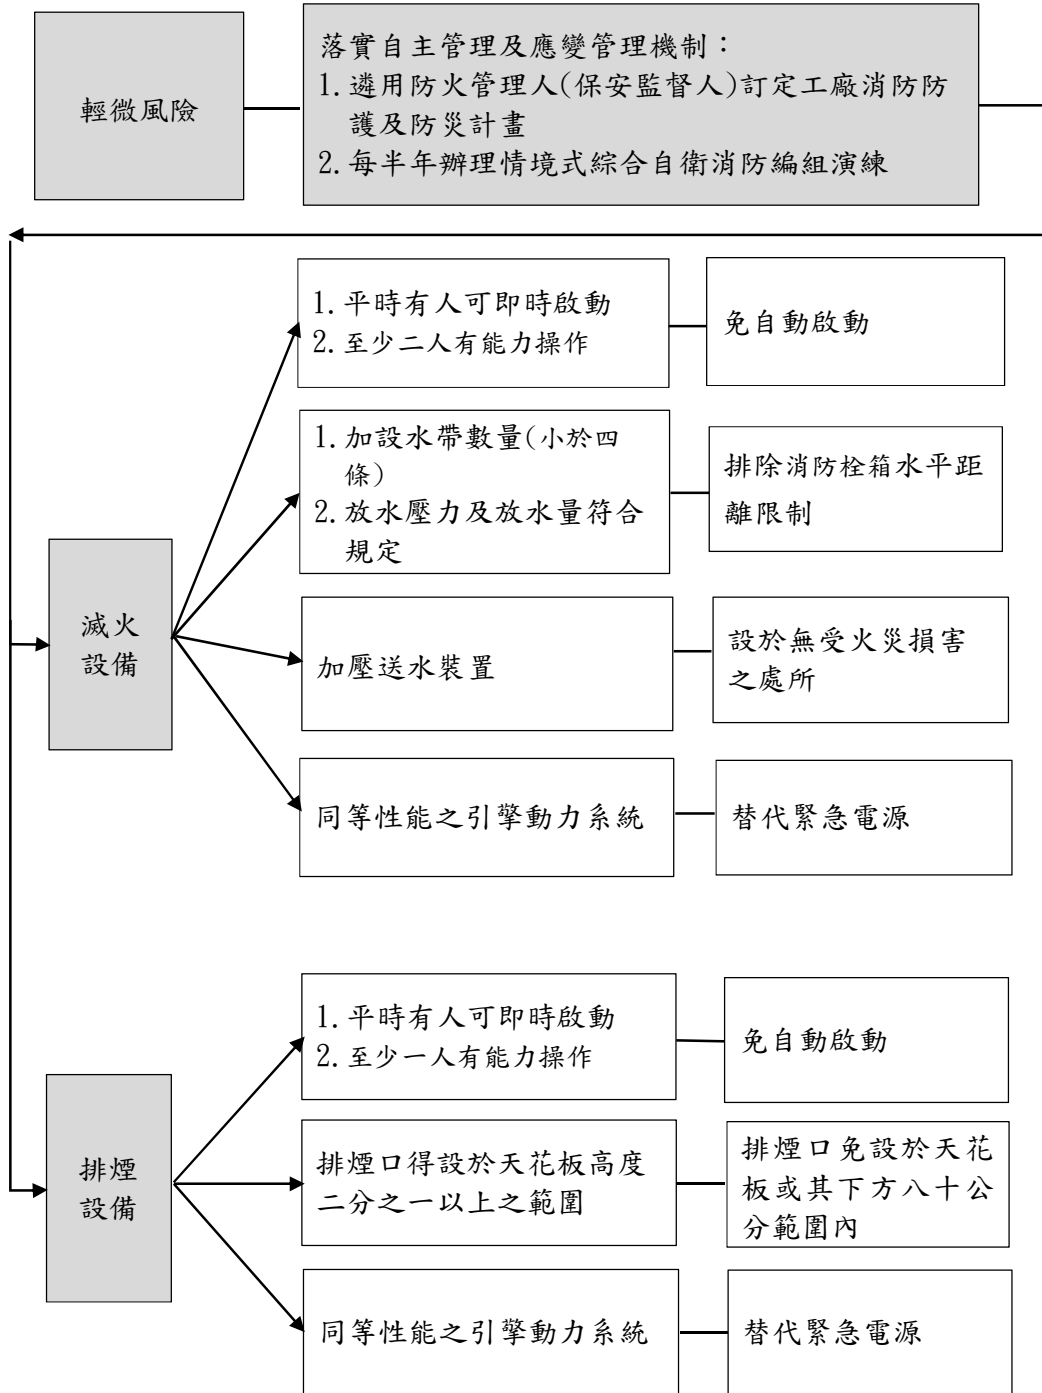 輕微風險
落實自主管理及應變管理機制：
1. 遴用防火管理人(保安監督人)訂定工廠消防防
護及防災計畫
2. 每半年辦理情境式綜合自衛消防編組演練
滅火
設備
1. 平時有人可即時啟動
2. 至少二人有能力操作
免自動啟動
1. 加設水帶數量(小於四
條)
2. 放水壓力及放水量符合
規定
排除消防栓箱水平距
離限制
加壓送水裝置
設於無受火災損害
之處所
同等性能之引擎動力系統
替代緊急電源
排煙
設備
1. 平時有人可即時啟動
2. 至少一人有能力操作
免自動啟動
排煙口得設於天花板高度
二分之一以上之範圍
排煙口免設於天花
板或其下方八十公
分範圍內
同等性能之引擎動力系統
替代緊急電源